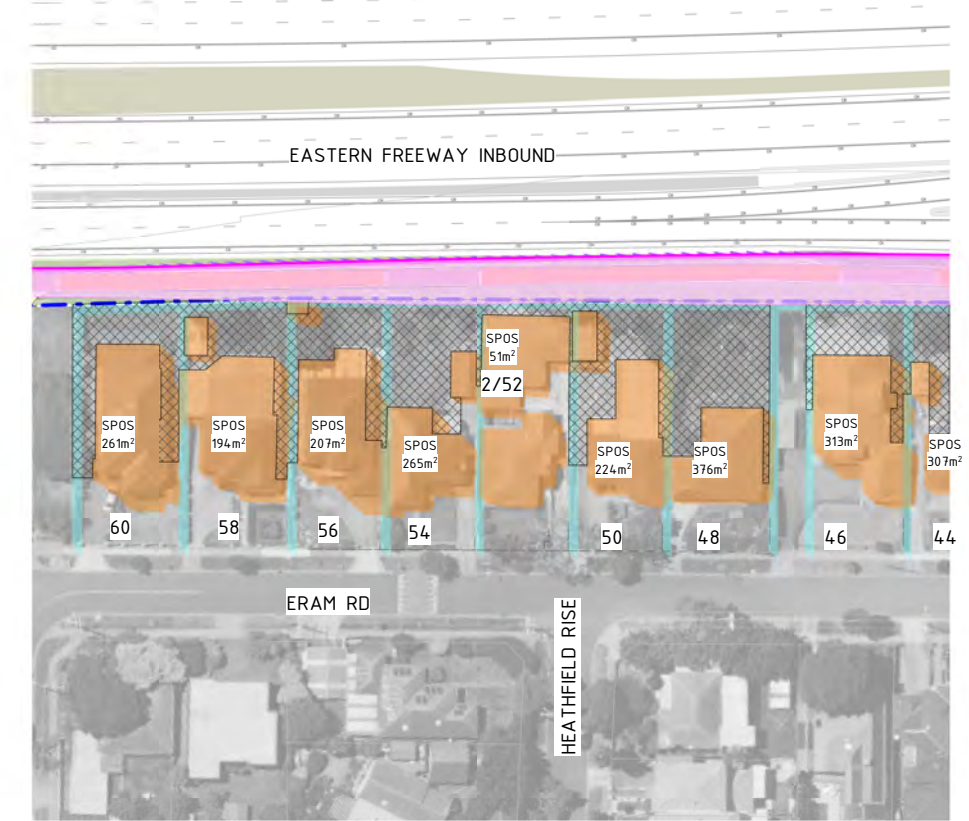 EASTERN FREEWAY INBOUND
SPOS
51m²
2/52
SPOS
261m²
SPOS
194m²
SPOS
207m²
SPOS
265m²
SPOS
224m²
SPOS
376m²
SPOS
313m²
SPOS
307m²
60
58
56
54
50
48
46
44
ERAM RD
HEATHFIELD RISE